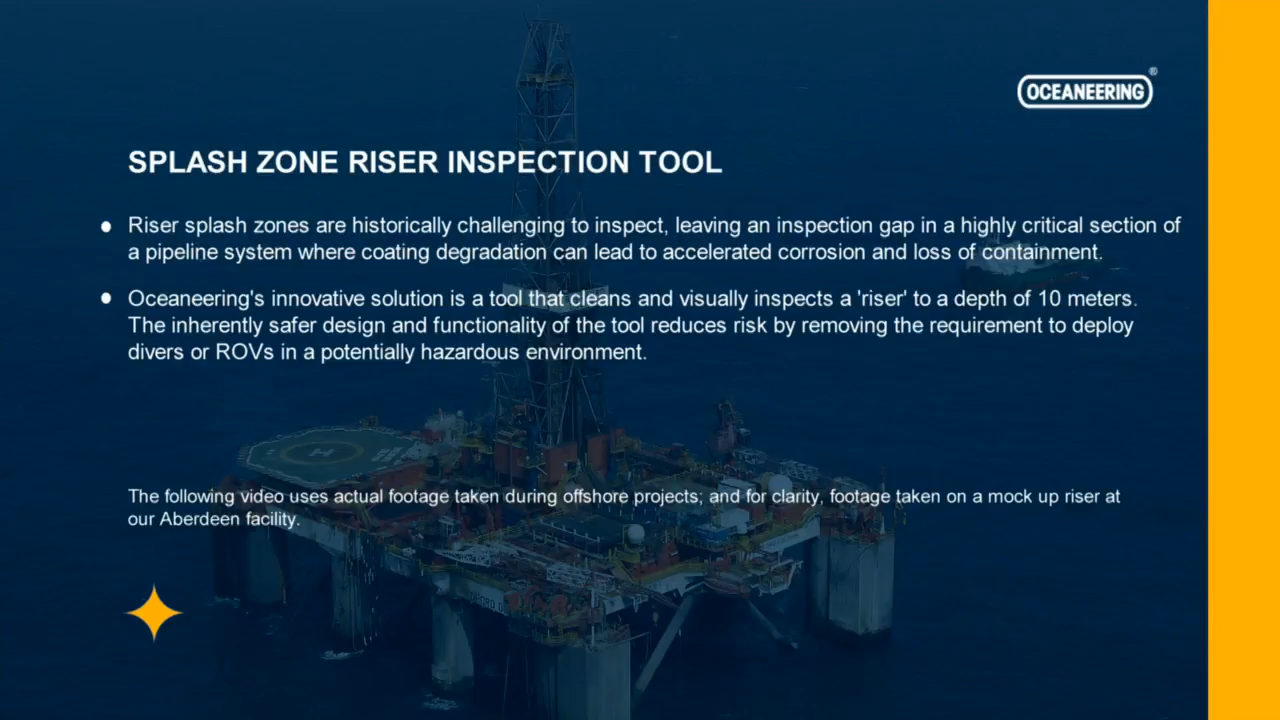 OCEANEERING®
SPLASH ZONE RISER INSPECTION TOOL
● Riser splash zones are historically challenging to inspect, leaving an inspection gap in a highly critical section of
a pipeline system where coating degradation can lead to accelerated corrosion and loss of containment.
● Oceaneering's innovative solution is a tool that cleans and visually inspects a 'riser' to a depth of 10 meters.
The inherently safer design and functionality of the tool reduces risk by removing the requirement to deploy
divers or ROVs in a potentially hazardous environment.
H
The following video uses actual footage taken during offshore projects; and for clarity, footage taken on a mock up riser at
our Aberdeen facility.